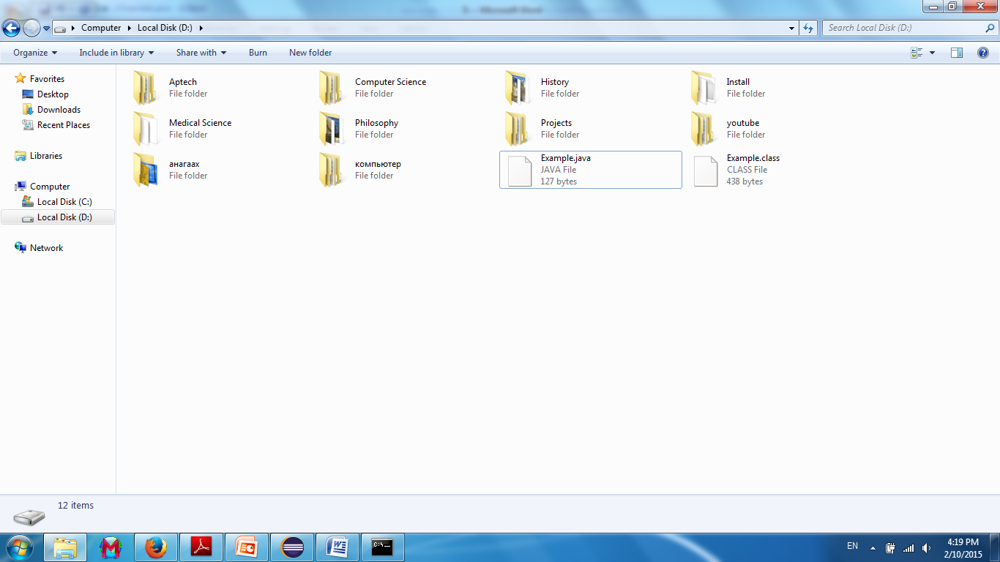 Computer Local Disk (D:)
Search Local Disk (D:)
Organize Include in library Share with Burn New folder
Favorites
Desktop
Downloads
Recent Places
Libraries
Computer
Local Disk (C:)
Local Disk (D:)
Network
Aptech
File folder
Computer Science
File folder
History
File folder
Install
File folder
Medical Science
File folder
Philosophy
File folder
Projects
File folder
youtube
File folder
анагаах
File folder
компьютер
File folder
Example.java
JAVA File
127 bytes
Example.class
CLASS File
438 bytes
12 items
C:\.
EN
4:19 PM
2/10/2015